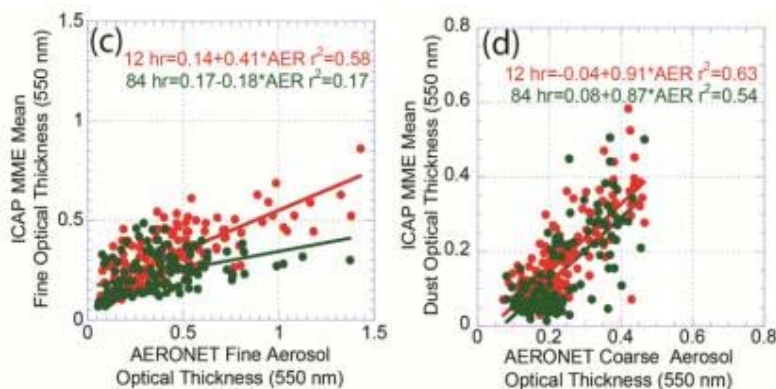 (c)
12 hr=0.14+0.41*AER r²=0.58
84 hr=0.17-0.18*AER r²=0.17
ICAP MME Mean
Fine Optical Thickness (550 nm)
1.5
1
0.5
0
0 0.5 1 1.5
AERONET Fine Aerosol
Optical Thickness (550 nm)
(d)
12 hr=-0.04+0.91*AER r²=0.63
84 hr=0.08+0.87*AER r²=0.54
ICAP MME Mean
Dust Optical Thickness (550 nm)
0.8
0.6
0.4
0.2
0
0 0.2 0.4 0.6 0.8
AERONET Coarse Aerosol
Optical Thickness (550 nm)